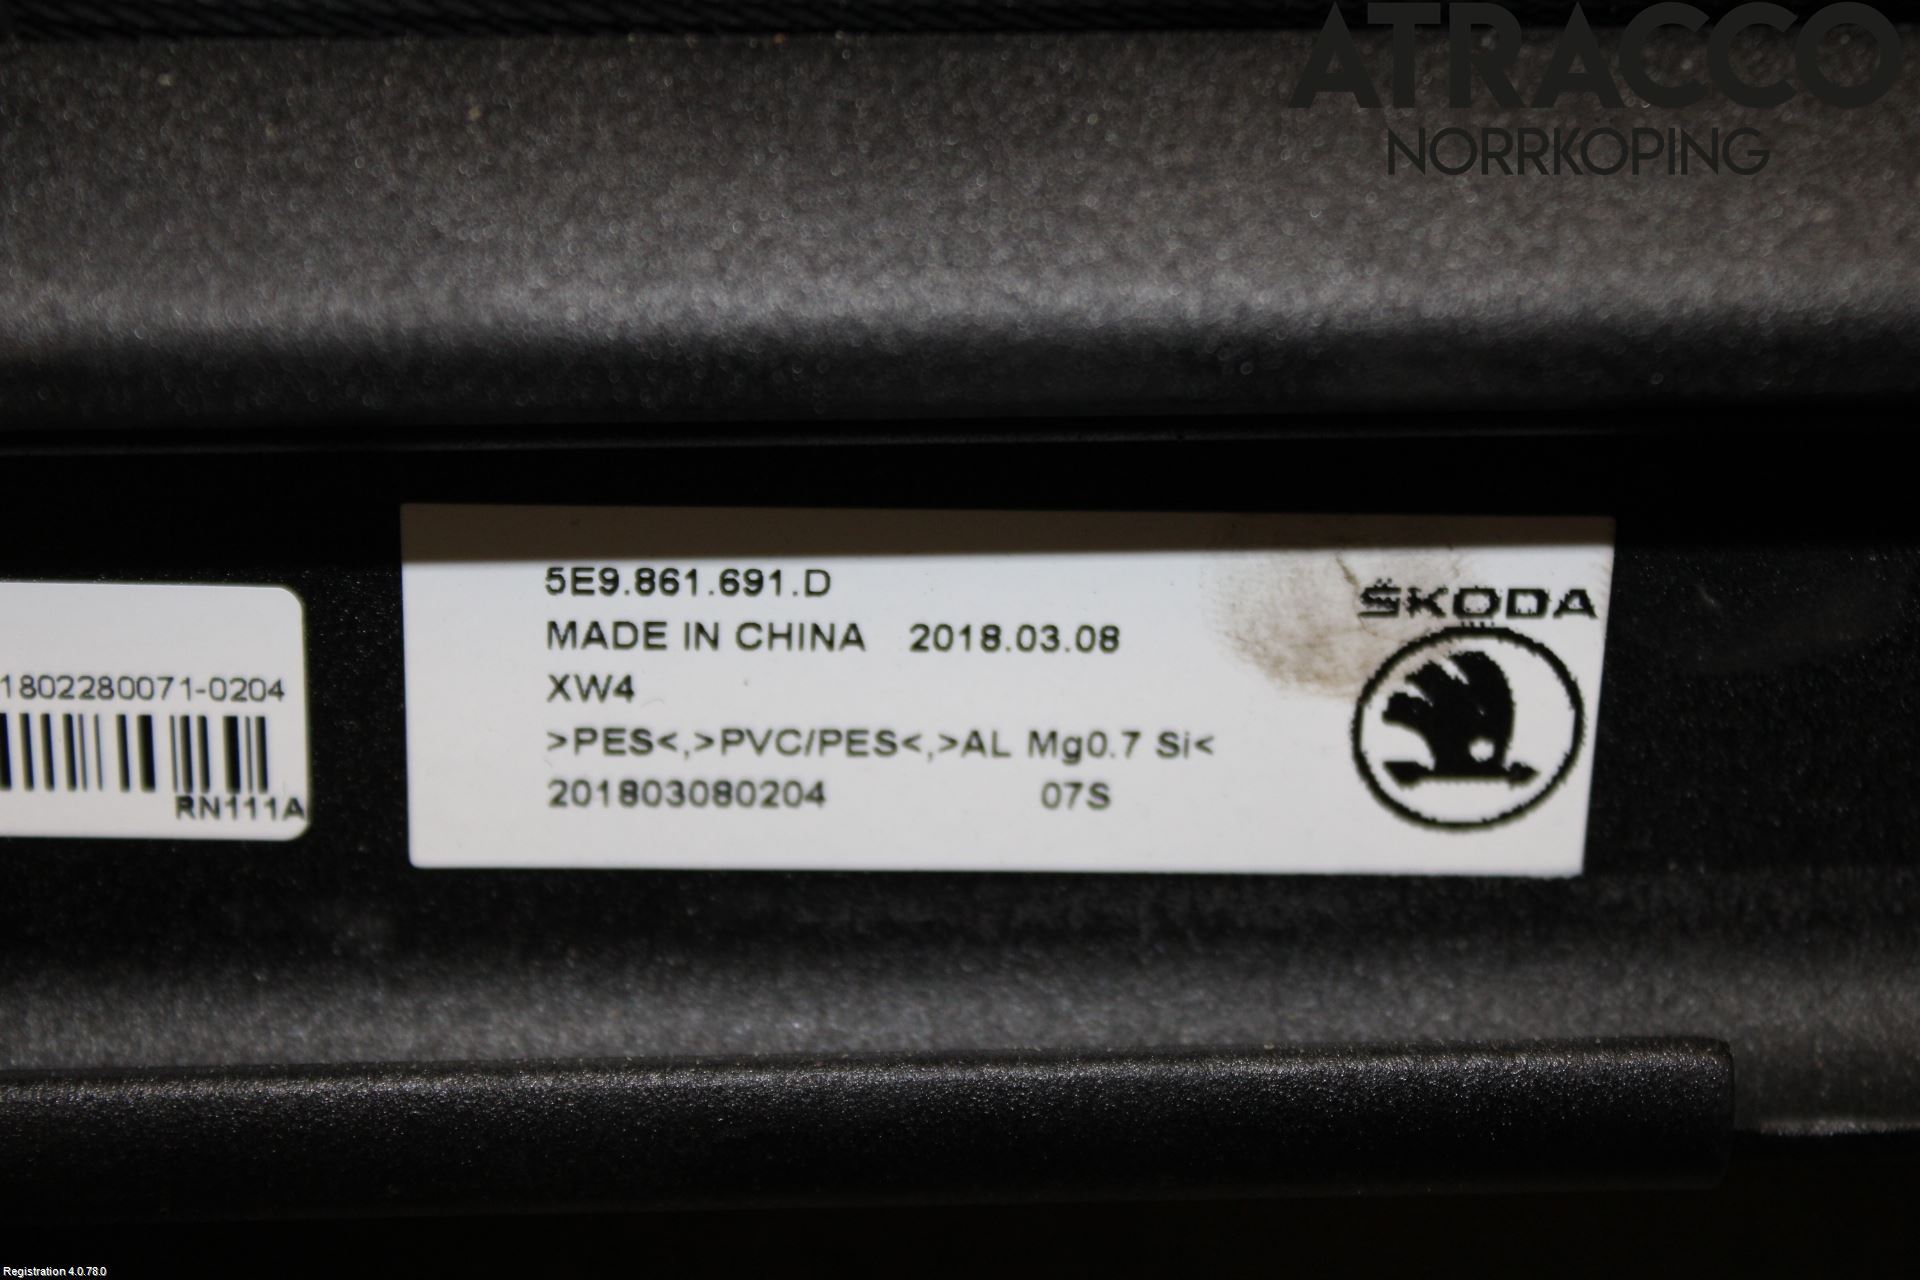 ATRACCO
NORRKOPING
5E9.861.691.D
MADE IN CHINA 2018.03.08
XW4
>PES<,>PVC/PES<,>AL Mg0.7 Si<
201803080204 07S
ŠKODA
1802280071-0204
RN111A
Registration 4.0.78.0